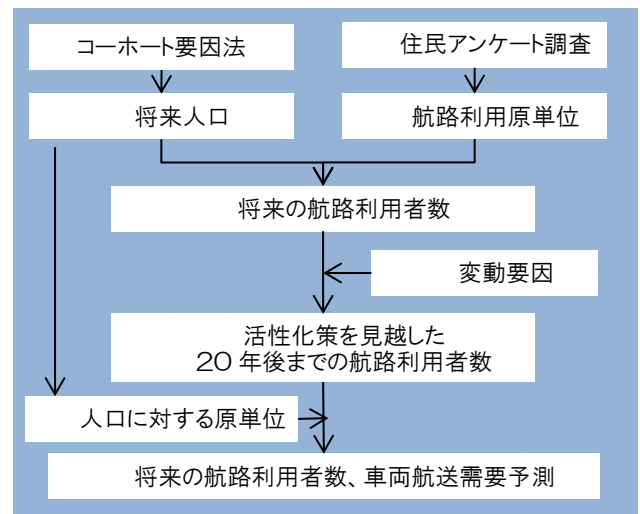 コーホート要因法
住民アンケート調査
将来人口
航路利用原単位
将来の航路利用者数
変動要因
活性化策を見越した
20 年後までの航路利用者数
人口に対する原単位
将来の航路利用者数、車両航送需要予測